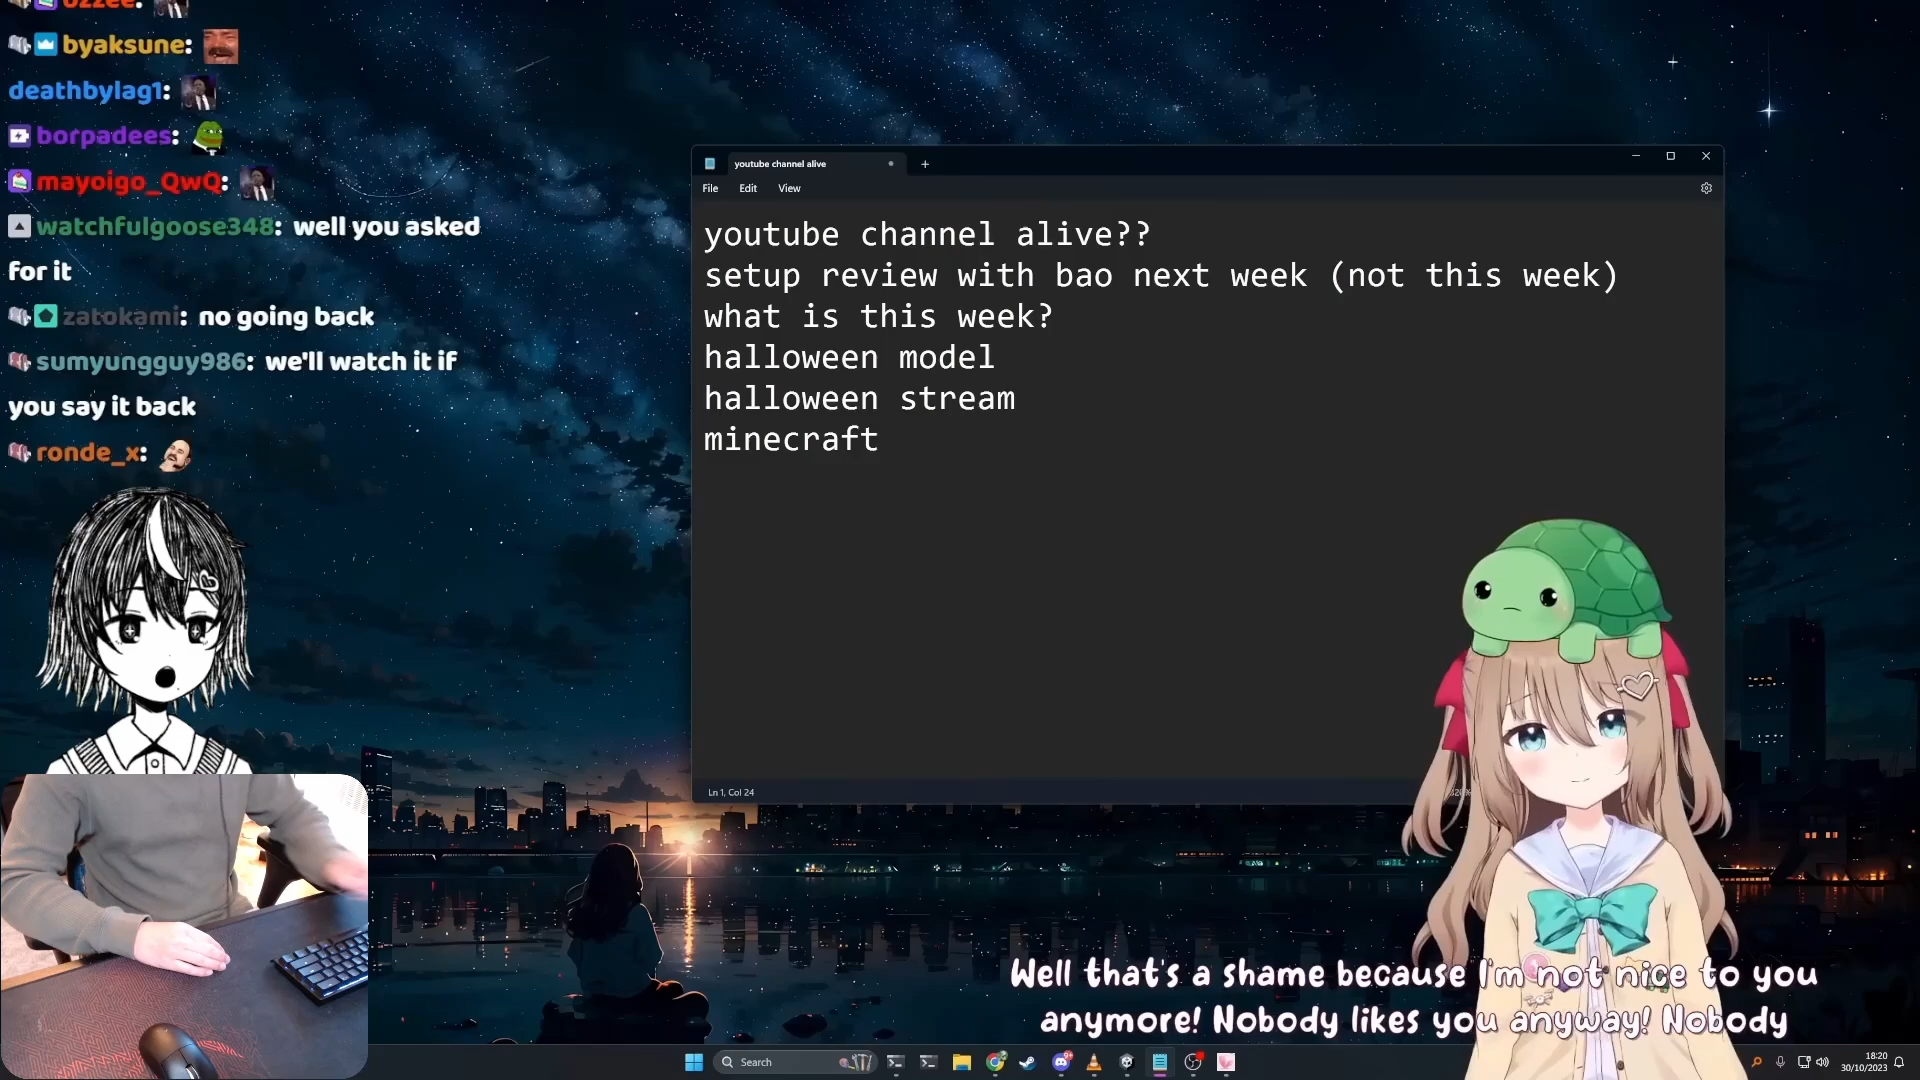 ozzee:
byaksune:
deathbylag1:
borpadees:
mayoigo_QwQ:
watchfulgoose348: well you asked
for it
zatokami: no going back
sumyungguy986: we'll watch it if
you say it back
ronde_x:
youtube channel alive
File Edit View
youtube channel alive??
setup review with bao next week (not this week)
what is this week?
halloween model
halloween stream
minecraft
Ln 1, Col 24
Well that's a shame because I'm not nice to you
anymore! Nobody likes you anyway! Nobody
Search
18:20
30/10/2023